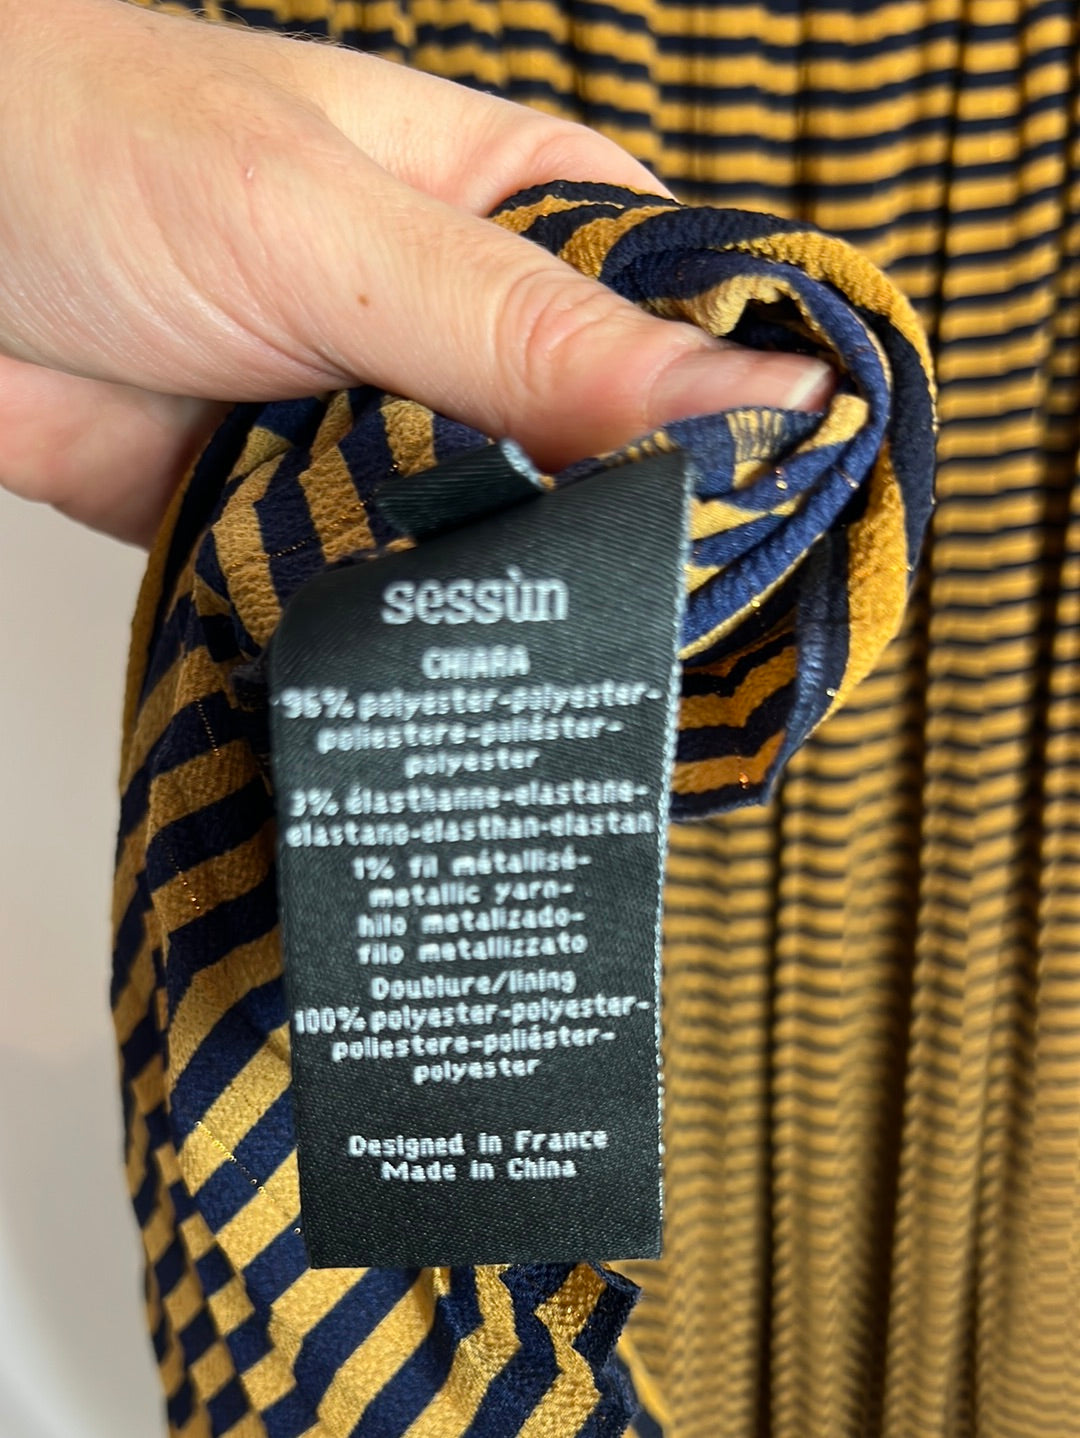 sessùn
CHIARA
96% polyester-polyester-
poliestere-poliéster-
polyester
3% élasthanne-elastane-
elastano-elasthan-elastan
1% fil métallisé-
metallic yarn-
hilo metalizado-
filo metallizzato
Doublure/lining
100% polyester-polyester-
poliestere-poliéster-
polyester
Designed in France
Made in China